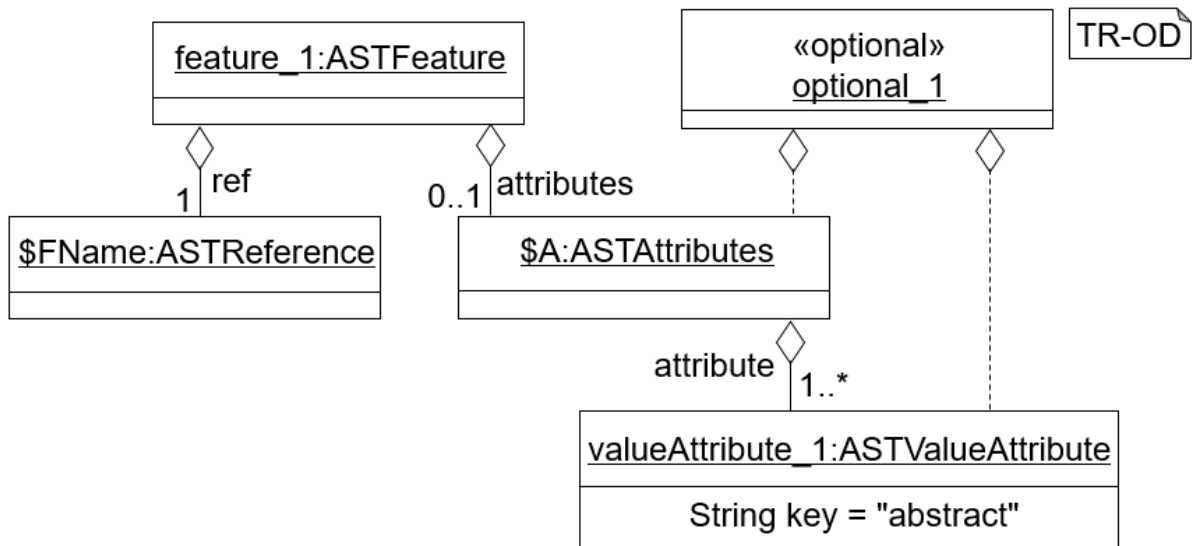 feature_1:ASTFeature
«optional»
optional_1
TR-OD
ref
1
attributes
0..1
$FName:ASTReference
$A:ASTAttributes
attribute
1..*
valueAttribute_1:ASTValueAttribute
String key = "abstract"